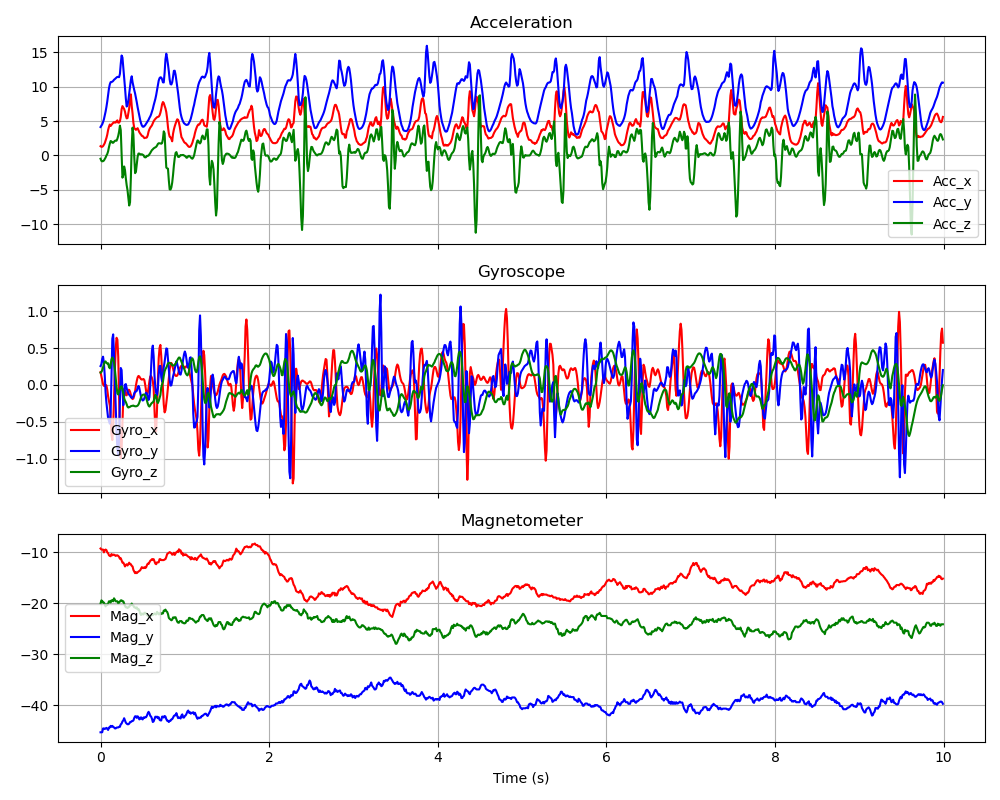 Acceleration
15
10
5
0
−5
−10
Acc_x
Acc_y
Acc_z
Gyroscope
1.0
0.5
0.0
−0.5
−1.0
Gyro_x
Gyro_y
Gyro_z
Magnetometer
−10
−20
−30
−40
Mag_x
Mag_y
Mag_z
0 2 4 6 8 10
Time (s)